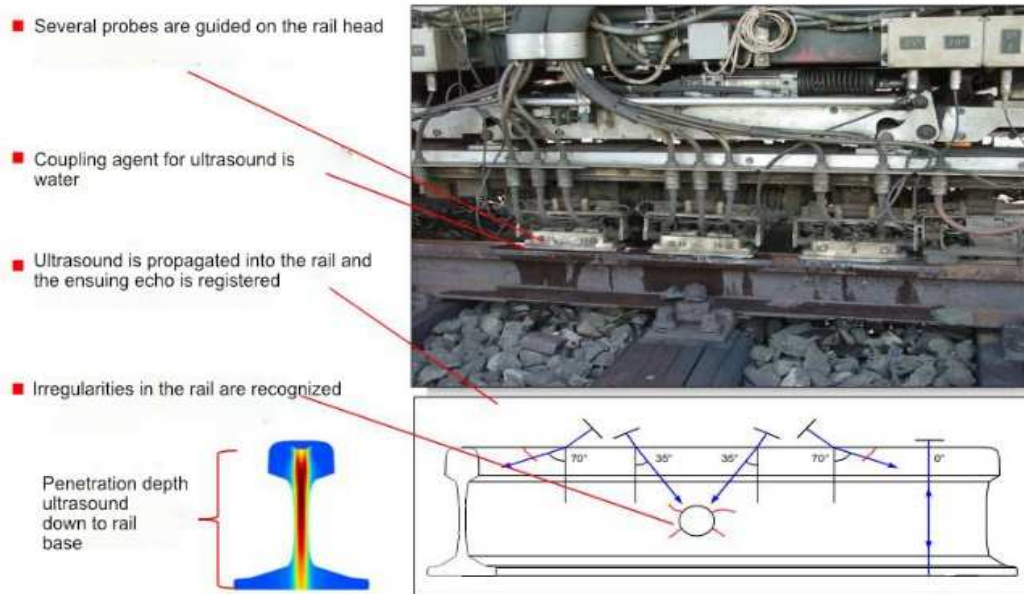 Several probes are guided on the rail head
Coupling agent for ultrasound is
water
Ultrasound is propagated into the rail and
the ensuing echo is registered
Irregularities in the rail are recognized
Penetration depth
ultrasound
down to rail
base
70°
35°
35°
70°
0°